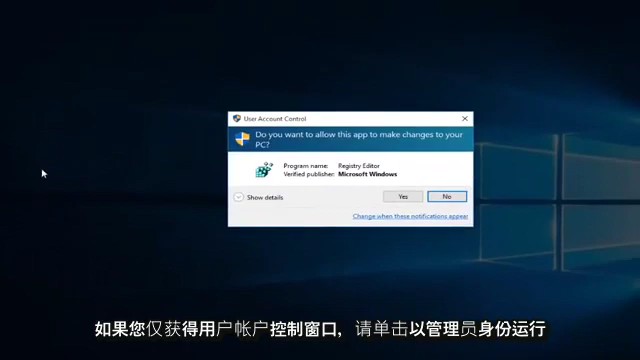 User Account Control
Do you want to allow this app to make changes to your
PC?
Program name: Registry Editor
Verified publisher: Microsoft Windows
Show details
Yes
No
Change when these notifications appear
如果您仅获得用户帐户控制窗口，请单击以管理员身份运行